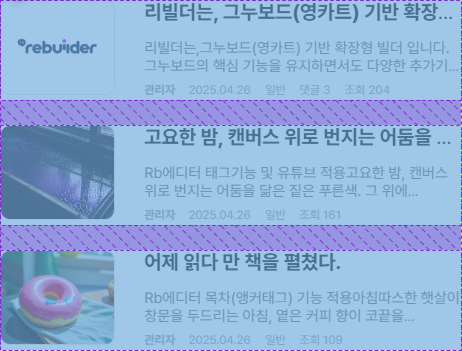 rebuilder
리빌더는, 그누보드(영카트) 기반 확장...
리빌더는,그누보드(영카트) 기반 확장형 빌더 입니다.
그누보드의 핵심 기능을 유지하면서도 다양한 추가기...
관리자 2025.04.26 일반 댓글 3 조회 204
고요한 밤, 캔버스 위로 번지는 어둠을 ...
Rb에디터 태그기능 및 유튜브 적용고요한 밤, 캔버스
위로 번지는 어둠을 닮은 짙은 푸른색. 그 위에...
관리자 2025.04.26 일반 조회 161
어제 읽다 만 책을 펼쳤다.
Rb에디터 목차(앵커태그) 기능 적용아침따스한 햇살이
창문을 두드리는 아침, 옅은 커피 향이 코끝을...
관리자 2025.04.26 일반 조회 109